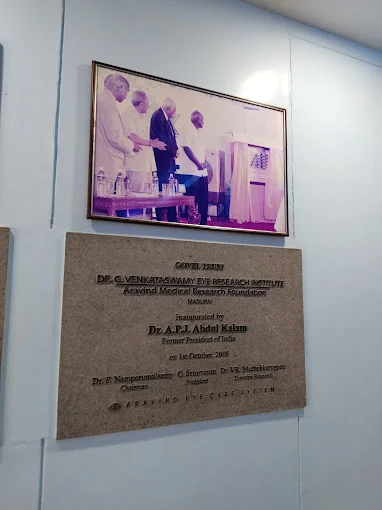 GOVEL TRUST
DR. G. VENKATASWAMY EYE RESEARCH INSTITUTE
Aravind Medical Research Foundation
MADURAI
Inaugurated by
Dr. A.P.J. Abdul Kalam
Former President of India
on 1st October, 2008
Dr. P. Namperumalsamy G. Srinivasan Dr. VR. Muthukkaruppan
Chairman President Director-Research
ARAVIND EYE CARE SYSTEM